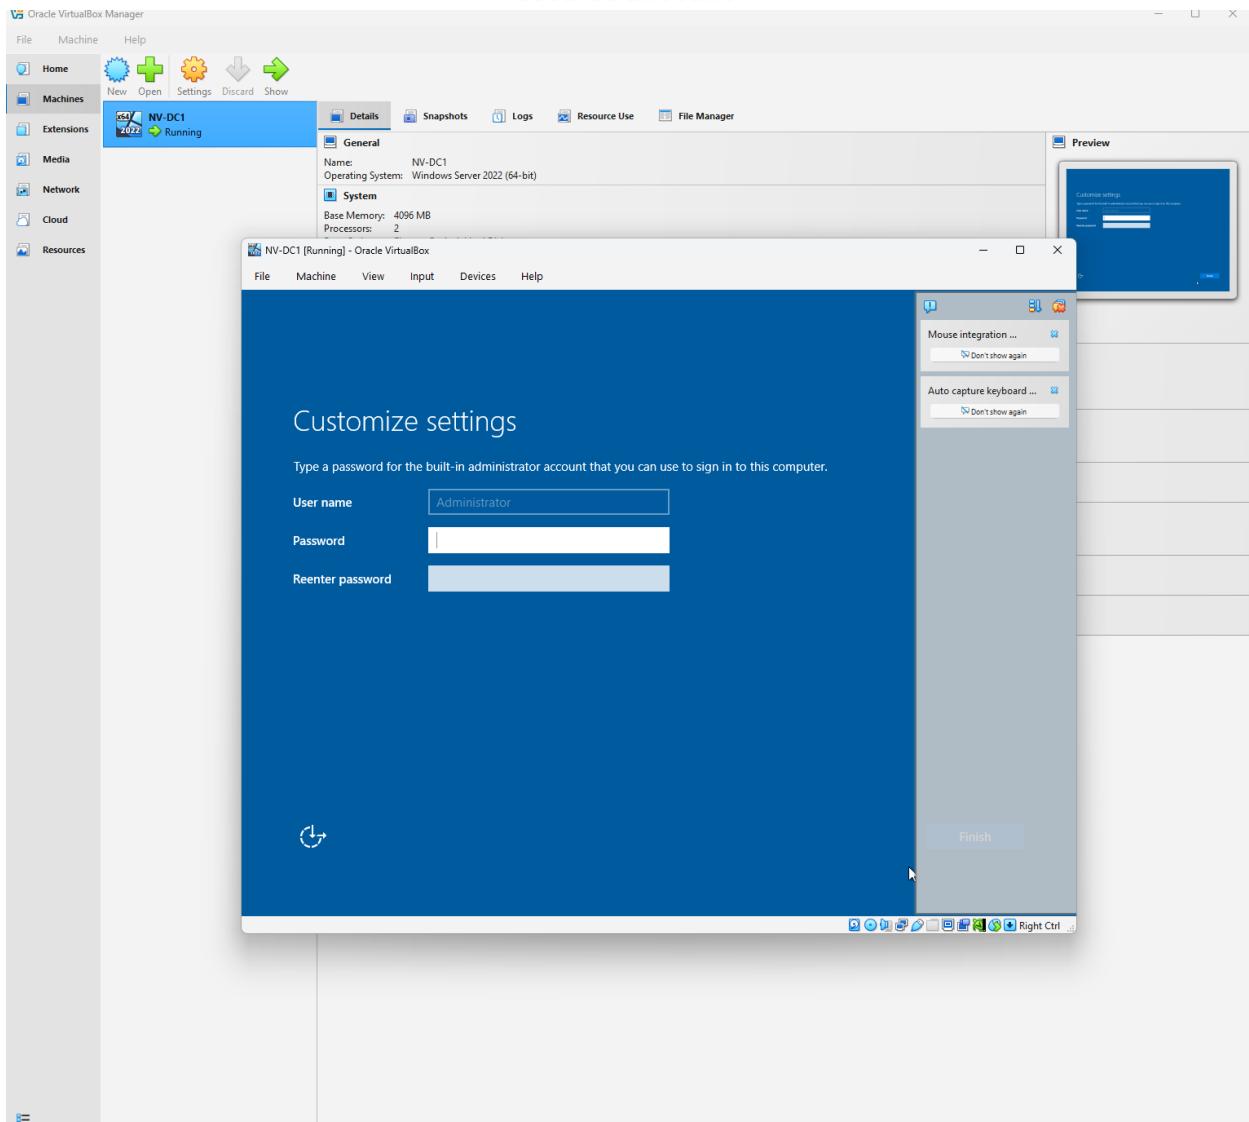 Oracle VirtualBox Manager
File Machine Help
Home
Machines
Extensions
Media
Network
Cloud
Resources
New Open Settings Discard Show
x64
2022
NV-DC1
Running
Details Snapshots Logs Resource Use File Manager
General
Name: NV-DC1
Operating System: Windows Server 2022 (64-bit)
System
Base Memory: 4096 MB
Processors: 2
Preview
Customize settings
NV-DC1 [Running] - Oracle VirtualBox
File Machine View Input Devices Help
Mouse integration ...
Don't show again
Auto capture keyboard ...
Don't show again
Customize settings
Type a password for the built-in administrator account that you can use to sign in to this computer.
User name Administrator
Password
Reenter password
Finish
Right Ctrl